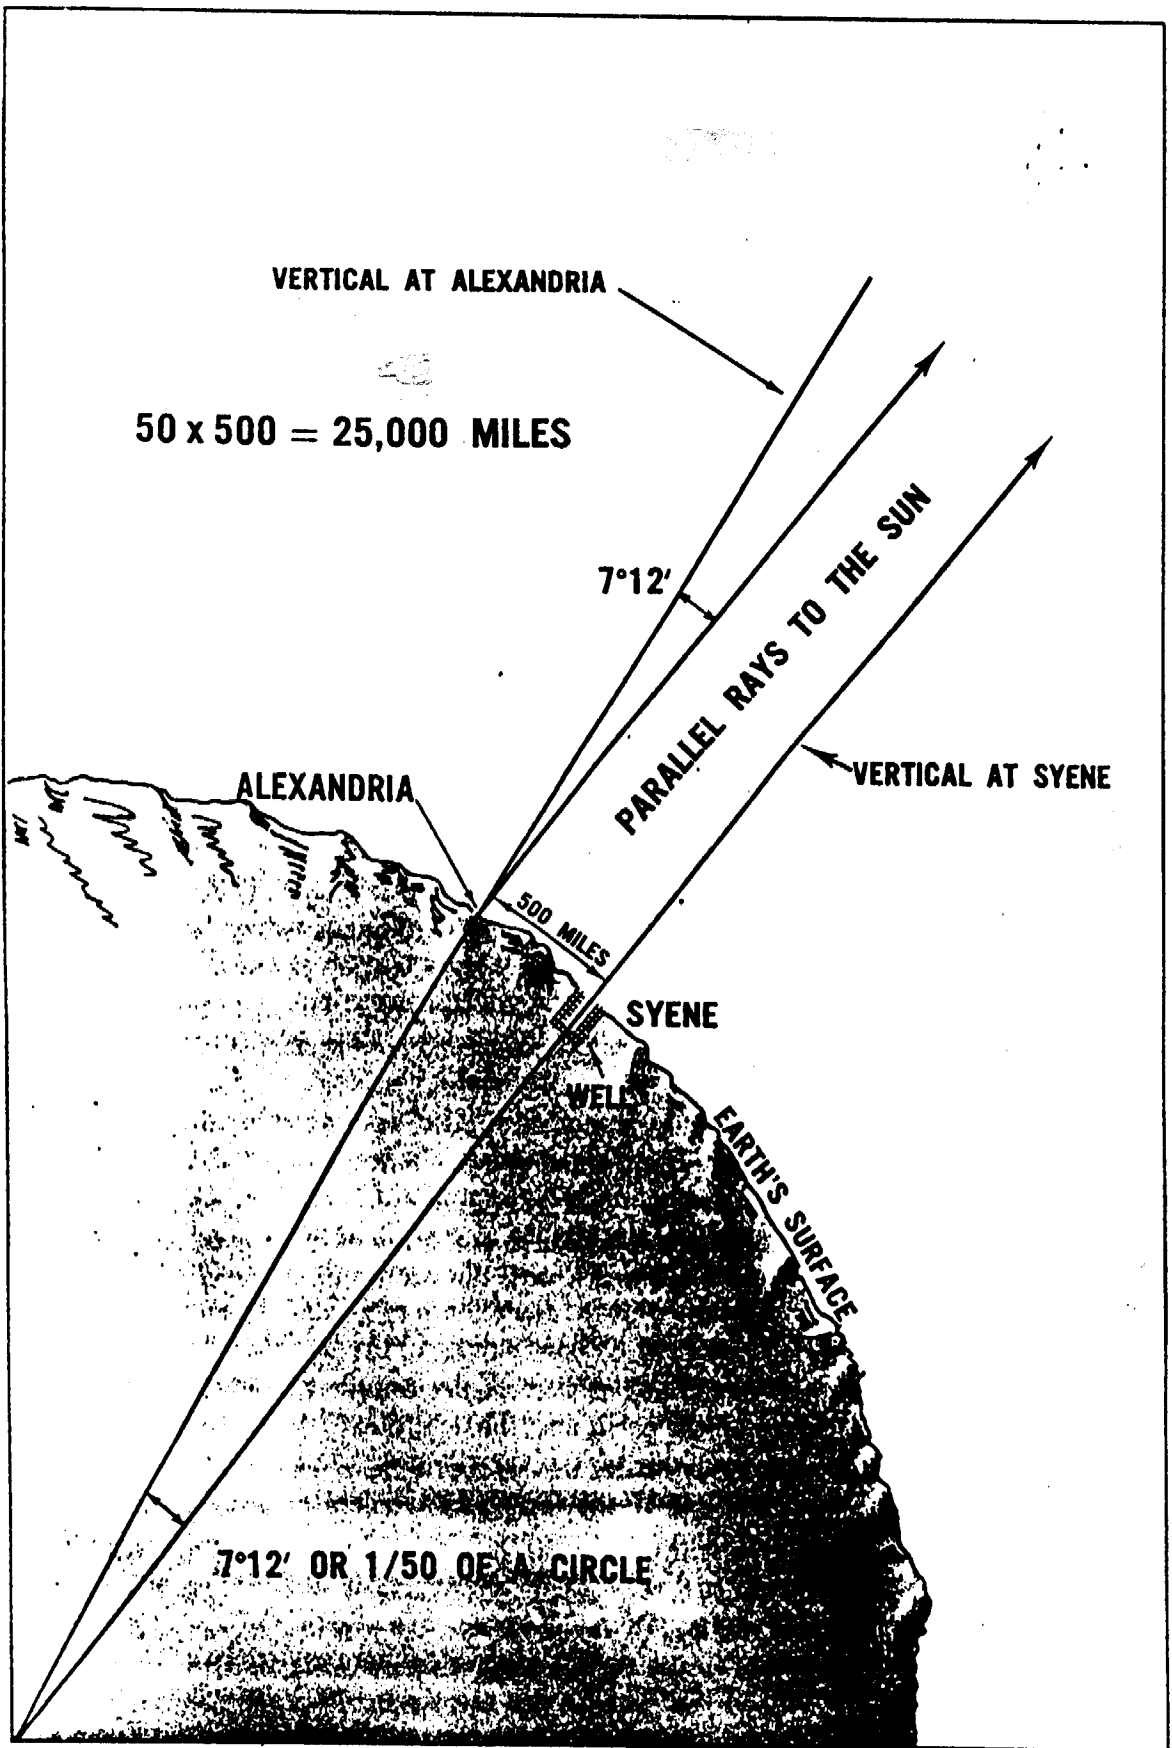 VERTICAL AT ALEXANDRIA
50 x 500 = 25,000 MILES
7°12'
PARALLEL RAYS TO THE SUN
VERTICAL AT SYENE
ALEXANDRIA
500 MILES
SYENE
WELL
EARTH'S SURFACE
7°12' OR 1/50 OF A CIRCLE